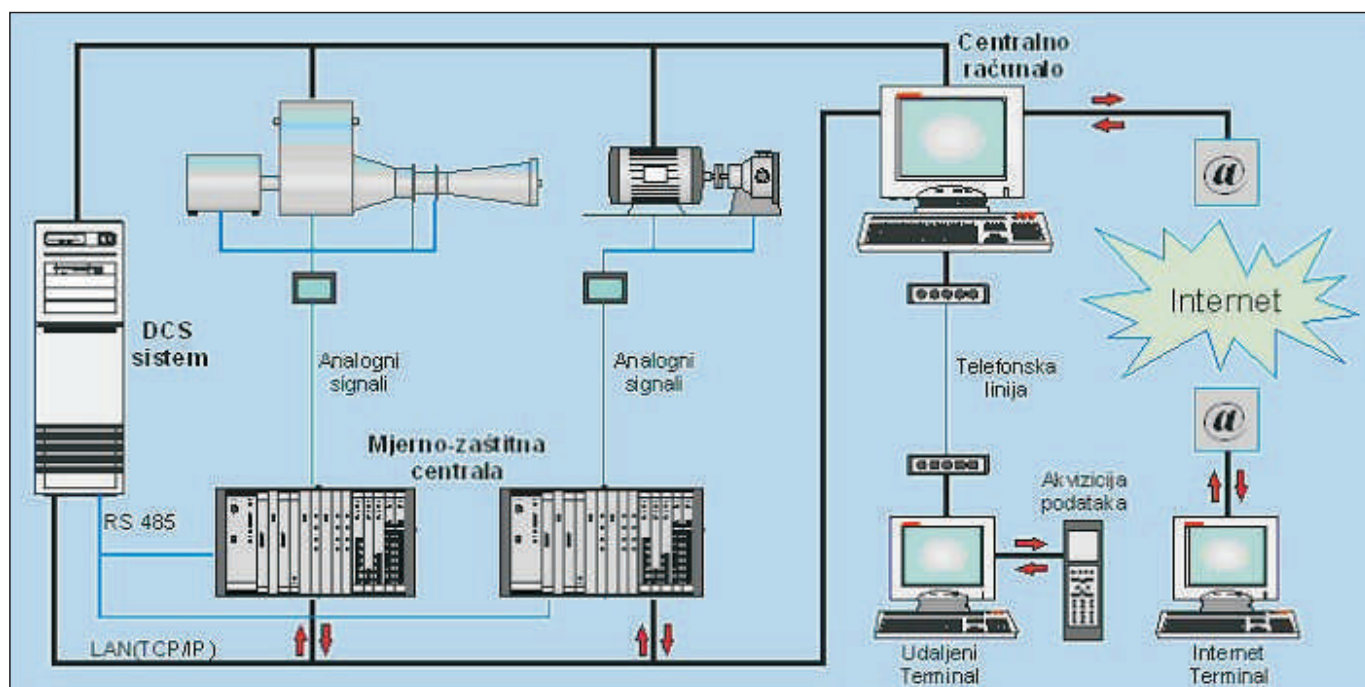 Centralno
računalo
@
Internet
DCS
sistem
Analogni
signali
Analogni
signali
Telefonska
linija
@
Mjerno-zaštitna
centrala
Akvizicija
podataka
RS 485
LAN(TCP/IP)
Udaljeni
Terminal
Internet
Terminal